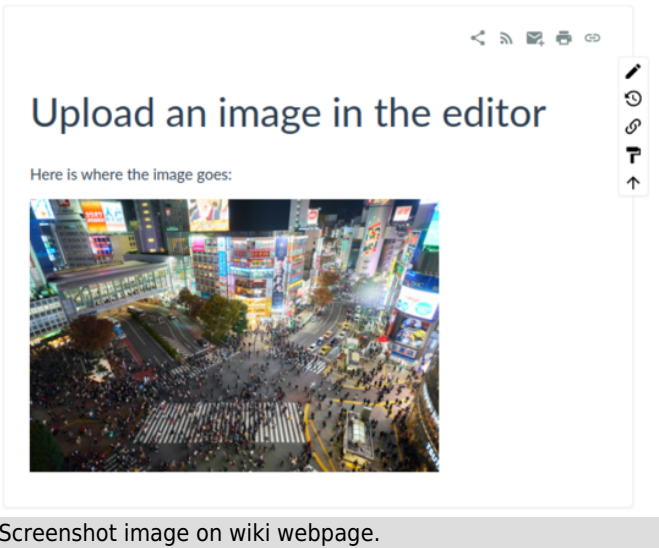 Upload an image in the editor
Here is where the image goes:
Screenshot image on wiki webpage.